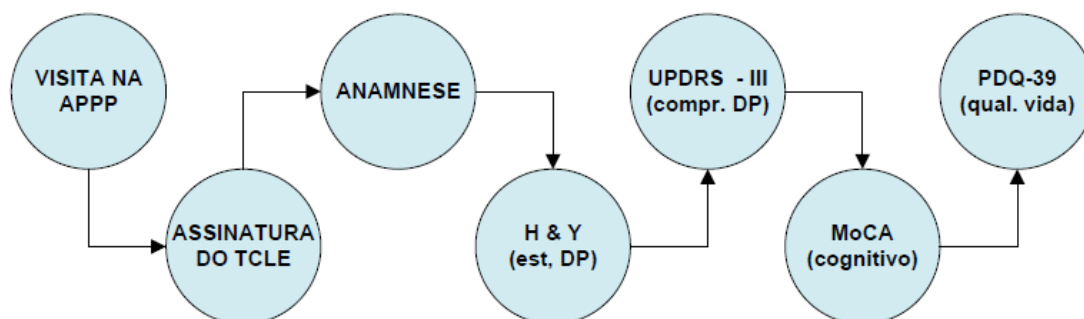 VISITA NA
APPP
ASSINATURA
DO TCLE
ANAMNESE
H & Y
(est, DP)
UPDRS - III
(compr. DP)
MoCA
(cognitivo)
PDQ-39
(qual. vida)